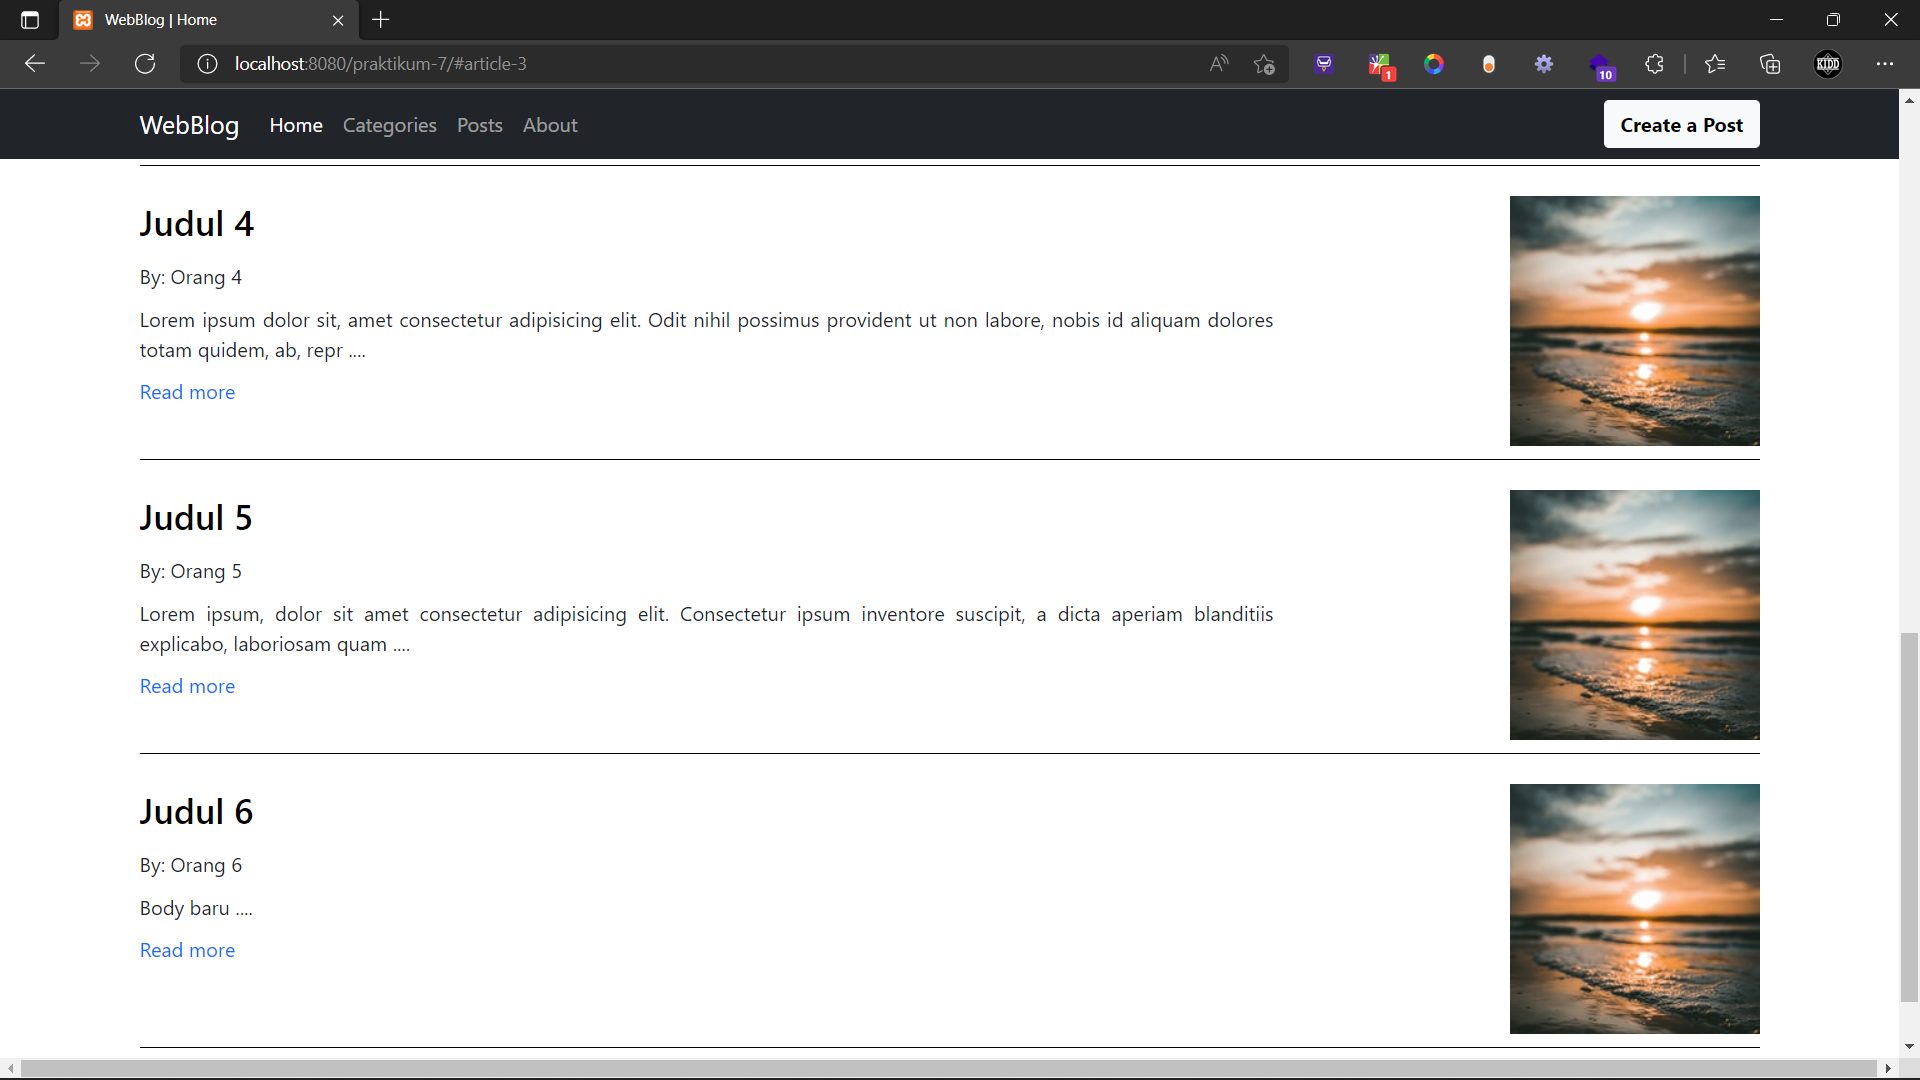 WebBlog | Home
localhost:8080/praktikum-7/#article-3
1
10
KIDD
WebBlog Home Categories Posts About Create a Post
Judul 4
By: Orang 4
Lorem ipsum dolor sit, amet consectetur adipisicing elit. Odit nihil possimus provident ut non labore, nobis id aliquam dolores
totam quidem, ab, repr ....
Read more
Judul 5
By: Orang 5
Lorem ipsum, dolor sit amet consectetur adipisicing elit. Consectetur ipsum inventore suscipit, a dicta aperiam blanditiis
explicabo, laboriosam quam ....
Read more
Judul 6
By: Orang 6
Body baru ....
Read more